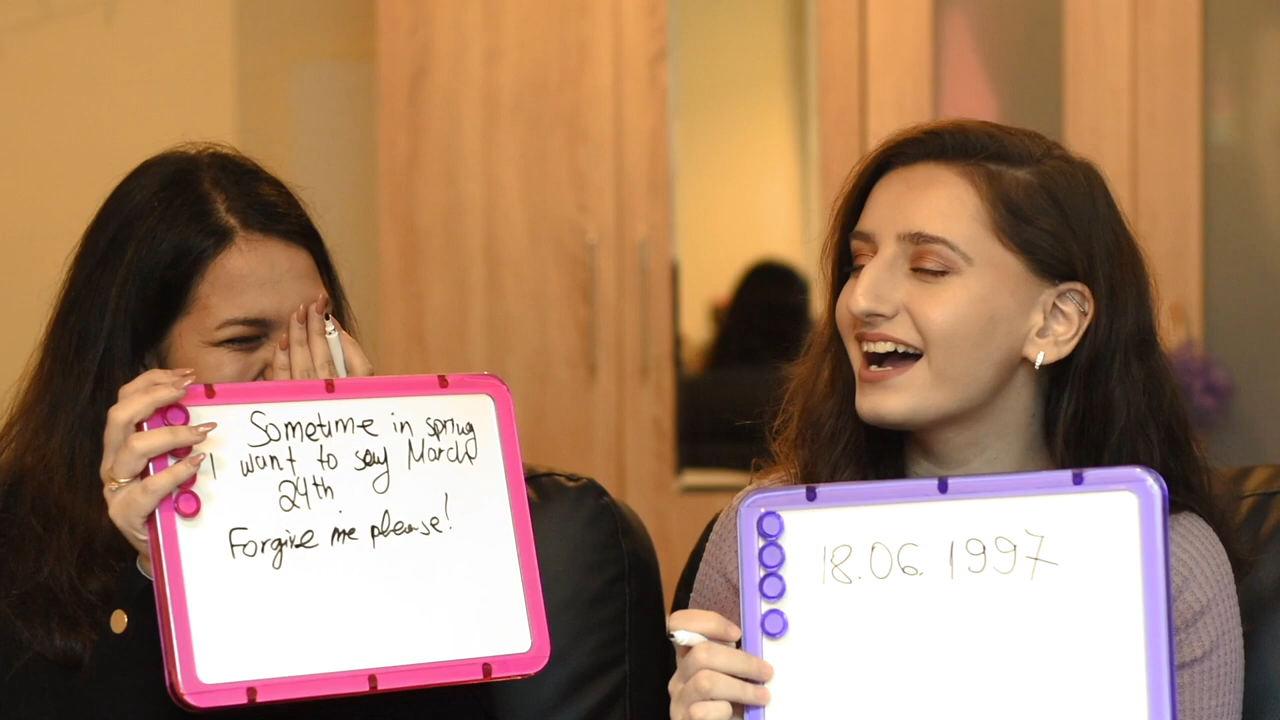 Sometime in spring
I want to say March
24th
Forgive me please!
18.06.1997